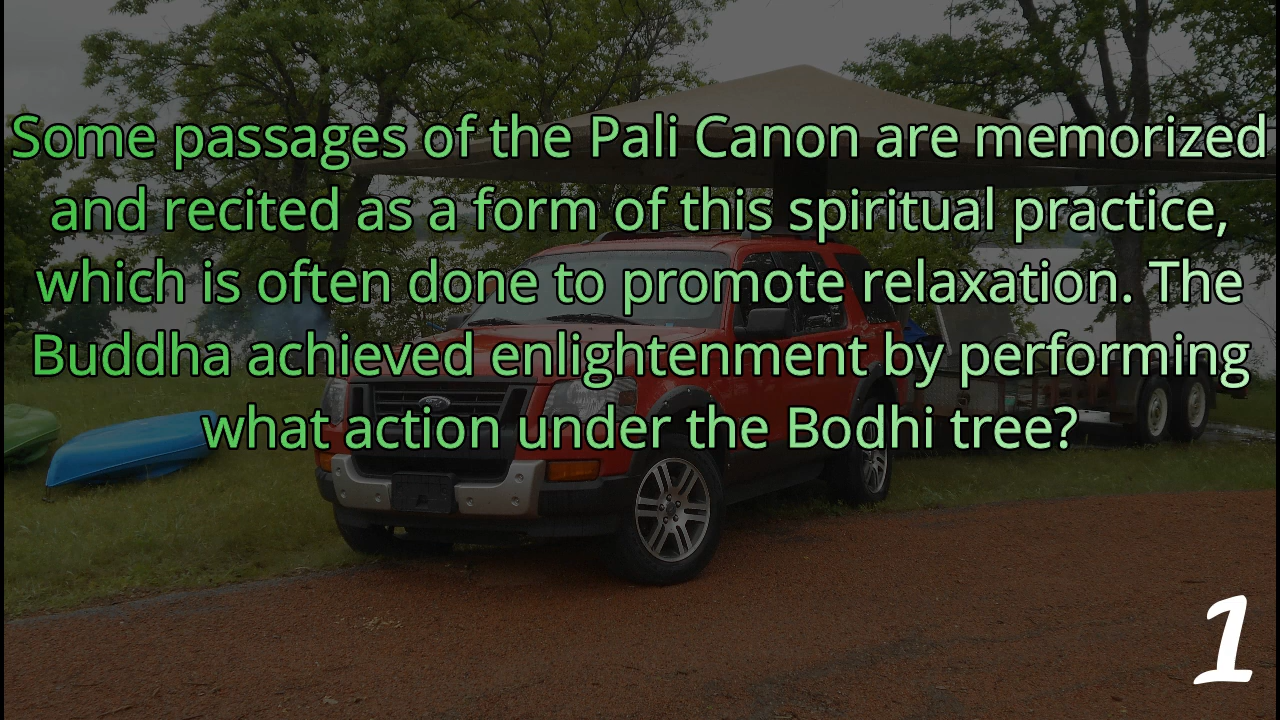 Some passages of the Pali Canon are memorized
and recited as a form of this spiritual practice,
which is often done to promote relaxation. The
Buddha achieved enlightenment by performing
what action under the Bodhi tree?
Ford
1